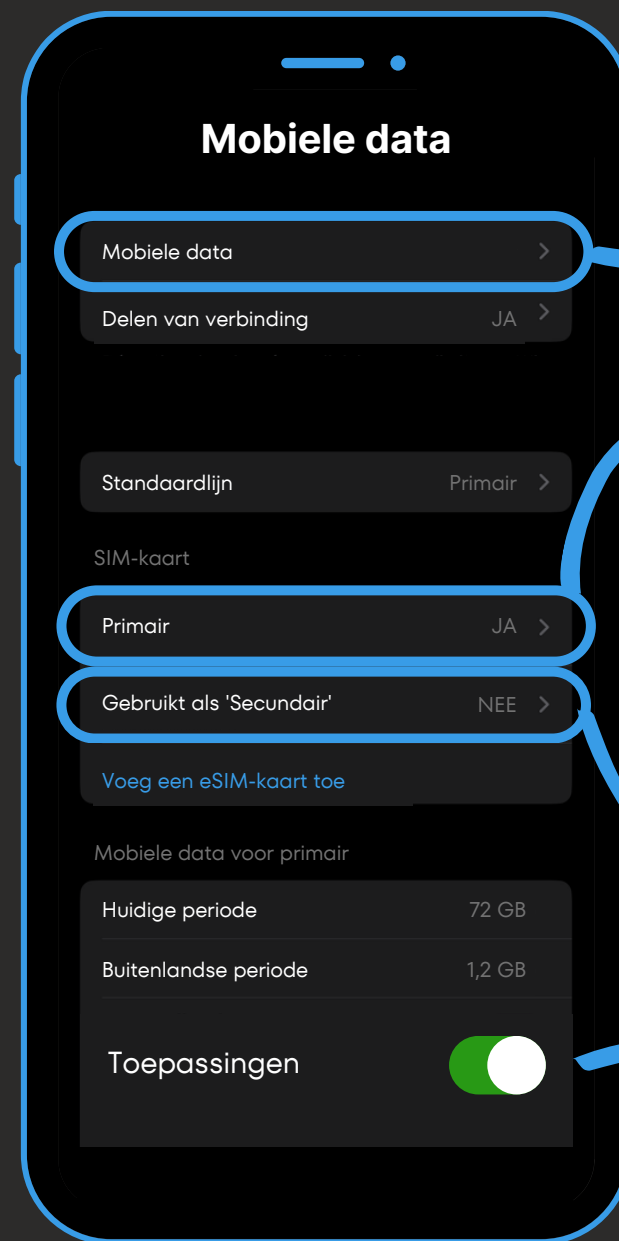 Mobiele data
Mobiele data
Delen van verbinding JA
Standaardlijn Primair
SIM-kaart
Primair JA
Gebruikt als 'Secundair' NEE
Voeg een eSIM-kaart toe
Mobiele data voor primair
Huidige periode 72 GB
Buitenlandse periode 1,2 GB
Toepassingen